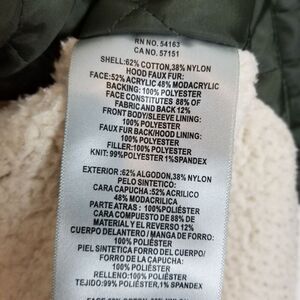 RN NO. 54163
CA NO. 57151
SHELL:62% COTTON,38% NYLON
HOOD FAUX FUR:
FACE:52% ACRYLIC 48% MODACRYLIC
BACKING: 100% POLYESTER
FACE CONSTITUTES 88% OF
FABRIC AND BACK 12%
FRONT BODY/SLEEVE LINING:
100% POLYESTER
FAUX FUR BACK/HOOD LINING:
100% POLYESTER
FILLER:100% POLYESTER
KNIT: 99%POLYESTER 1%SPANDEX
EXTERIOR :62% ALGODON,38% NYLON
PELO SINTETICO:
CARA CAPUCHA :52% ACRILICO
48% MODACRILICA
PARTE ATRAS : 100% POLIÉSTER
CARA COMPUESTO DE 88% DE
MATERIAL Y EL REVERSO 12%
CUERPO DELANTERO / MANGA DE FORRO:
100% POLIÉSTER
PIEL SINTETICA FORRO DEL CUERPO/
FORRO DE LA CAPUCHA:
100% POLIÉSTER
RELLENO:100% POLIÉSTER
TEJIDO:99% POLIÉSTER, 1% SPANDEX